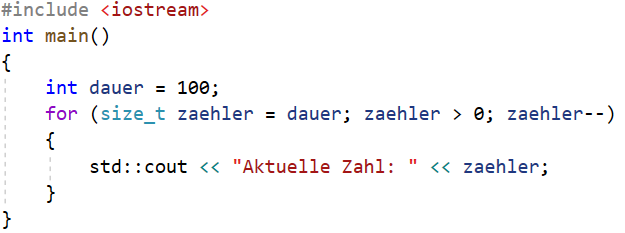 #include <iostream>
int main()
{
    int dauer = 100;
    for (size_t zaehler = dauer; zaehler > 0; zaehler--)
    {
        std::cout << "Aktuelle Zahl: " << zaehler;
    }
}